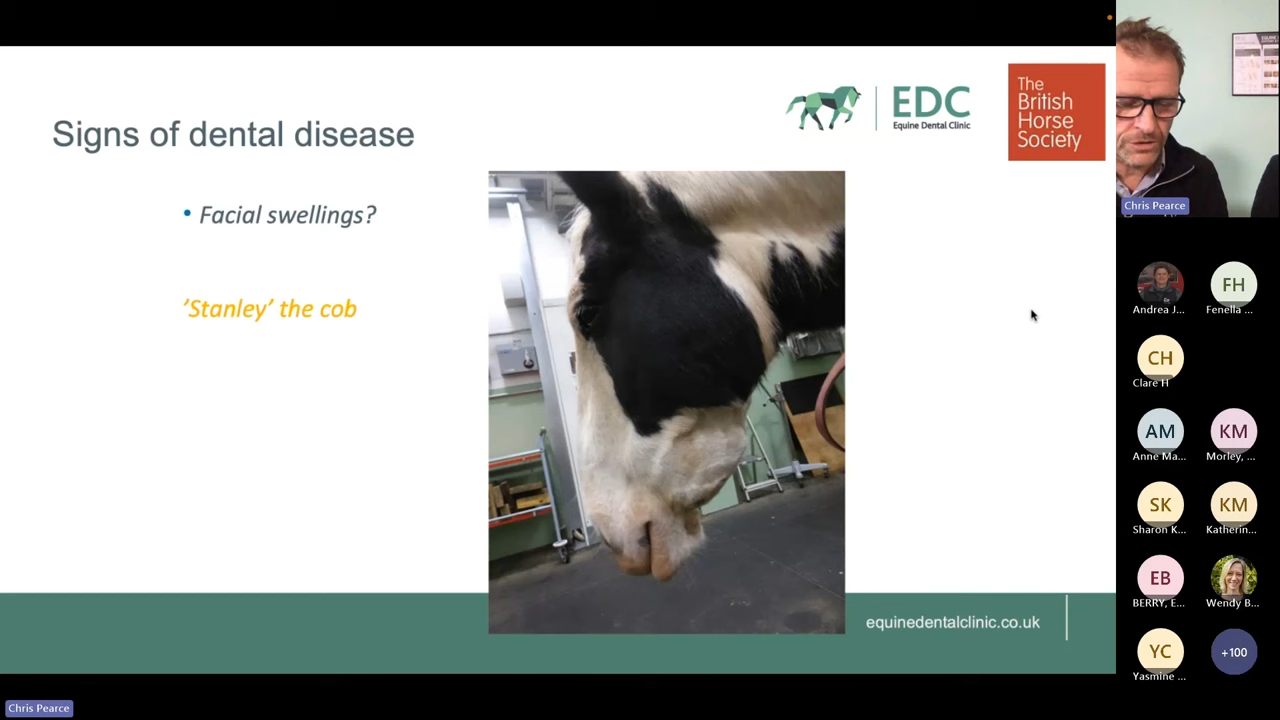 Signs of dental disease
EDC
Equine Dental Clinic
The
British
Horse
Society
• Facial swellings?
’Stanley’ the cob
equinedentalclinic.co.uk
Chris Pearce
Andrea J...
FH
Fenella ...
CH
Clare H
AM
Anne Ma...
KM
Morley, ...
SK
Sharon K...
KM
Katherin...
EB
BERRY, E...
Wendy B...
YC
Yasmine ...
+100
Chris Pearce